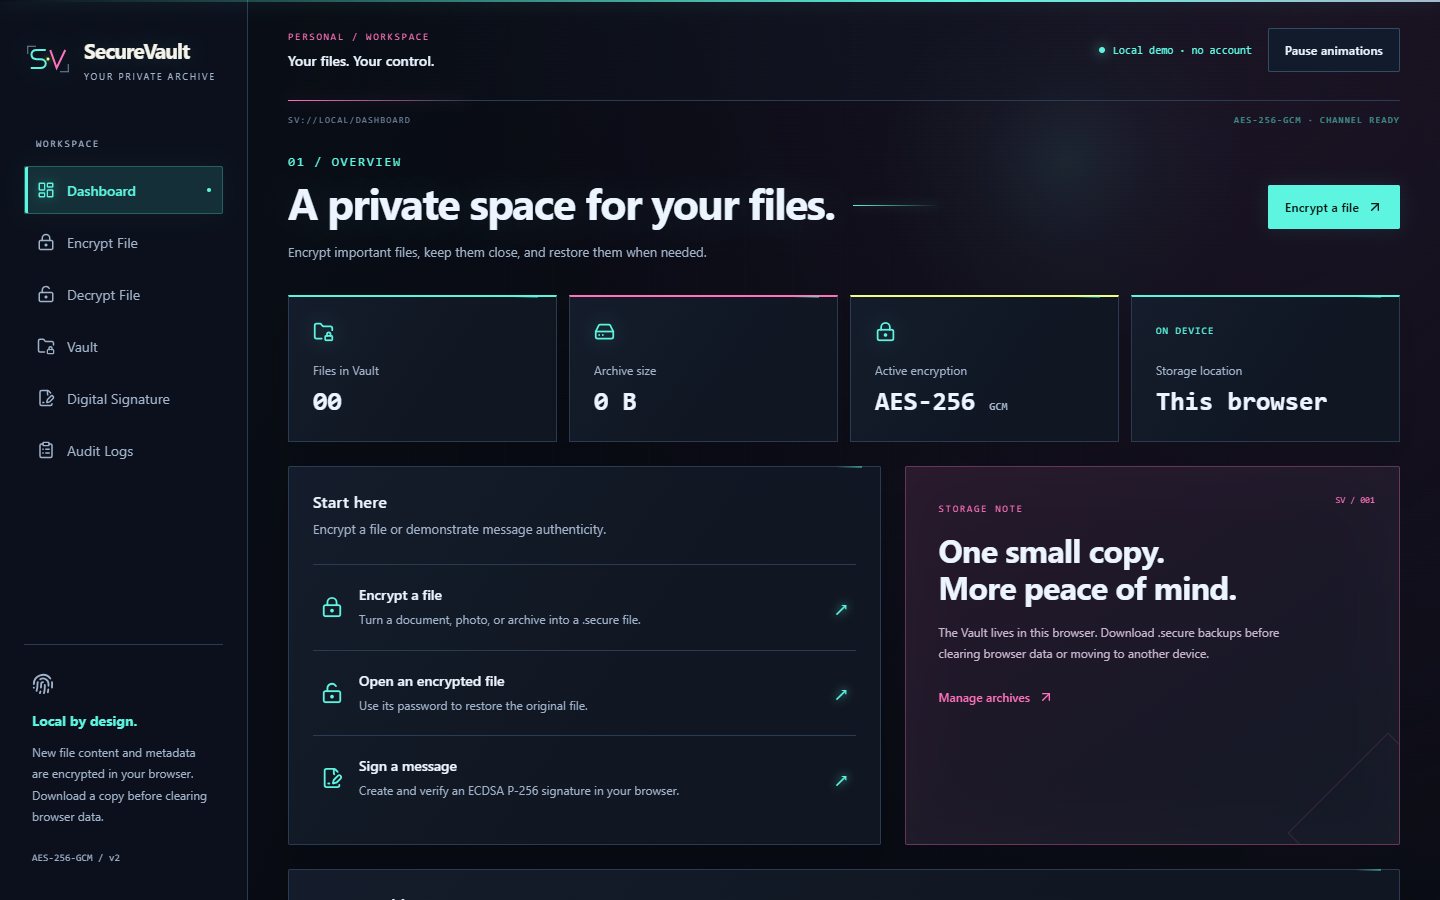 SecureVault
YOUR PRIVATE ARCHIVE
WORKSPACE
Dashboard
Encrypt File
Decrypt File
Vault
Digital Signature
Audit Logs
Local by design.
New file content and metadata
are encrypted in your browser.
Download a copy before clearing
browser data.
AES-256-GCM / v2
PERSONAL / WORKSPACE
Your files. Your control.
Local demo · no account
Pause animations
SV://LOCAL/DASHBOARD
AES-256-GCM · CHANNEL READY
01 / OVERVIEW
A private space for your files.
Encrypt important files, keep them close, and restore them when needed.
Encrypt a file
Files in Vault
00
Archive size
0 B
Active encryption
AES-256 GCM
ON DEVICE
Storage location
This browser
Start here
Encrypt a file or demonstrate message authenticity.
Encrypt a file
Turn a document, photo, or archive into a .secure file.
Open an encrypted file
Use its password to restore the original file.
Sign a message
Create and verify an ECDSA P-256 signature in your browser.
SV / 001
STORAGE NOTE
One small copy.
More peace of mind.
The Vault lives in this browser. Download .secure backups before
clearing browser data or moving to another device.
Manage archives